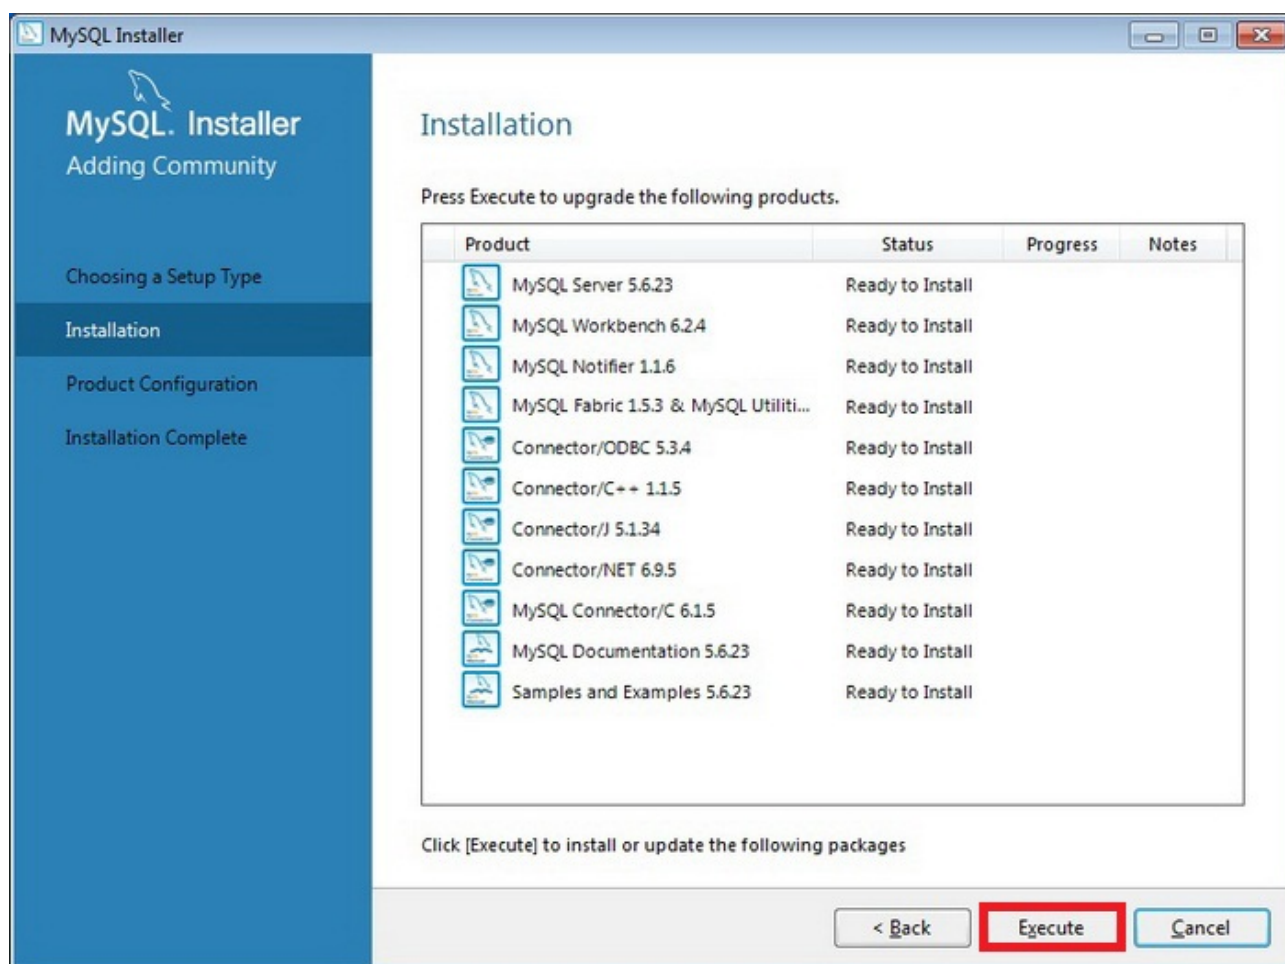 MySQL Installer
MySQL. Installer
Adding Community
Choosing a Setup Type
Installation
Product Configuration
Installation Complete
Installation
Press Execute to upgrade the following products.
Product Status Progress Notes
MySQL Server 5.6.23 Ready to Install
MySQL Workbench 6.2.4 Ready to Install
MySQL Notifier 1.1.6 Ready to Install
MySQL Fabric 1.5.3 & MySQL Utiliti... Ready to Install
Connector/ODBC 5.3.4 Ready to Install
Connector/C++ 1.1.5 Ready to Install
Connector/J 5.1.34 Ready to Install
Connector/NET 6.9.5 Ready to Install
MySQL Connector/C 6.1.5 Ready to Install
MySQL Documentation 5.6.23 Ready to Install
Samples and Examples 5.6.23 Ready to Install
Click [Execute] to install or update the following packages
< Back Execute Cancel